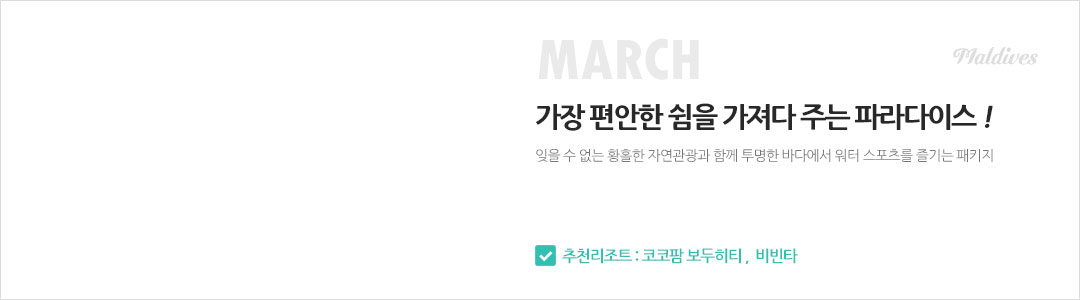 MARCH
Maldives
가장 편안한 쉼을 가져다 주는 파라다이스 !
잊을 수 없는 황홀한 자연관광과 함께 투명한 바다에서 워터 스포츠를 즐기는 패키지
추천리조트 : 코코팜 보두히티 , 비빈타